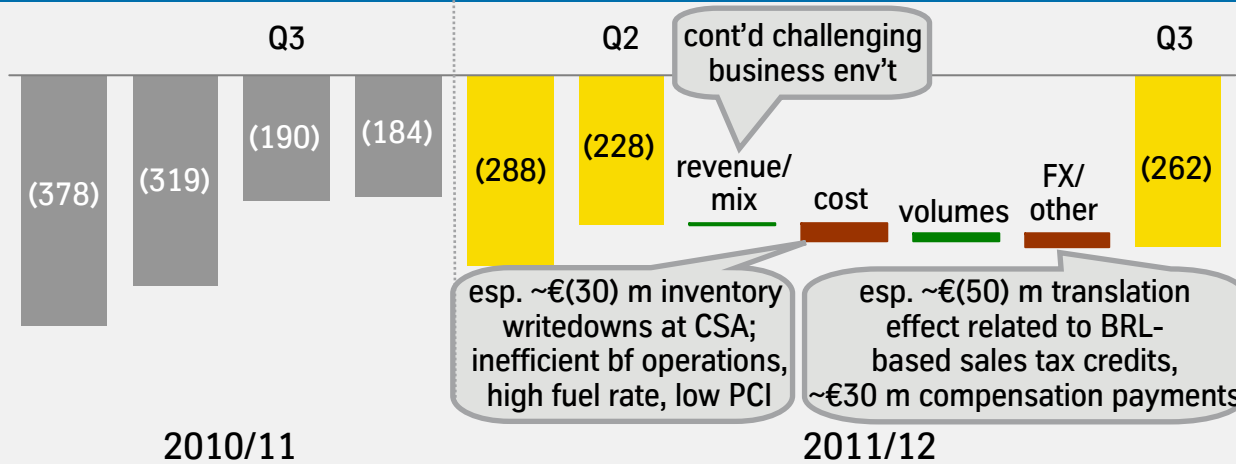 Q3
Q2
Q3
cont'd challenging
business env't
(378)
(319)
(190)
(184)
(288)
(228)
revenue/
mix
cost
volumes
FX/
other
(262)
esp. ~€(30) m inventory
writedowns at CSA;
inefficient bf operations,
high fuel rate, low PCI
esp. ~€(50) m translation
effect related to BRL-
based sales tax credits,
~€30 m compensation payments
2010/11
2011/12